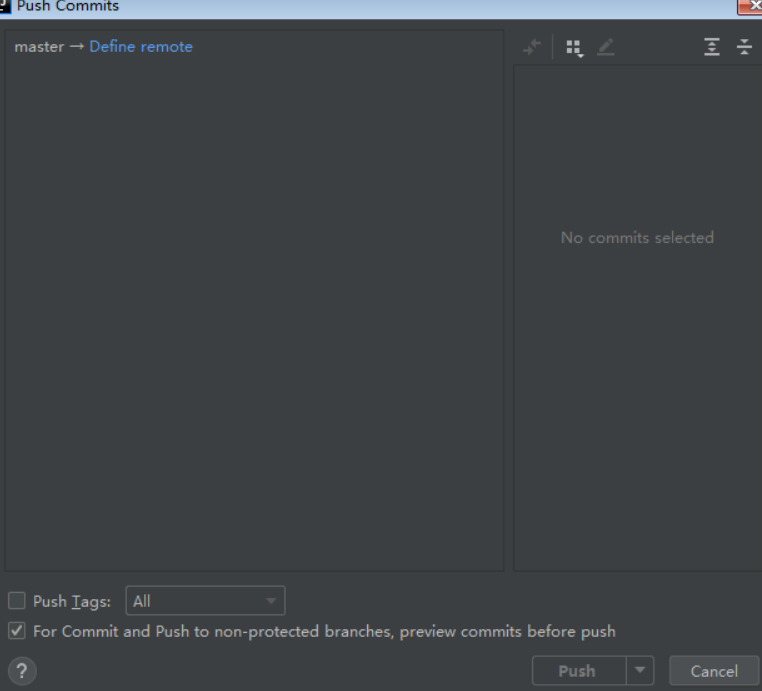 Push Commits
master → Define remote
No commits selected
Push Tags: All
For Commit and Push to non-protected branches, preview commits before push
? Push Cancel